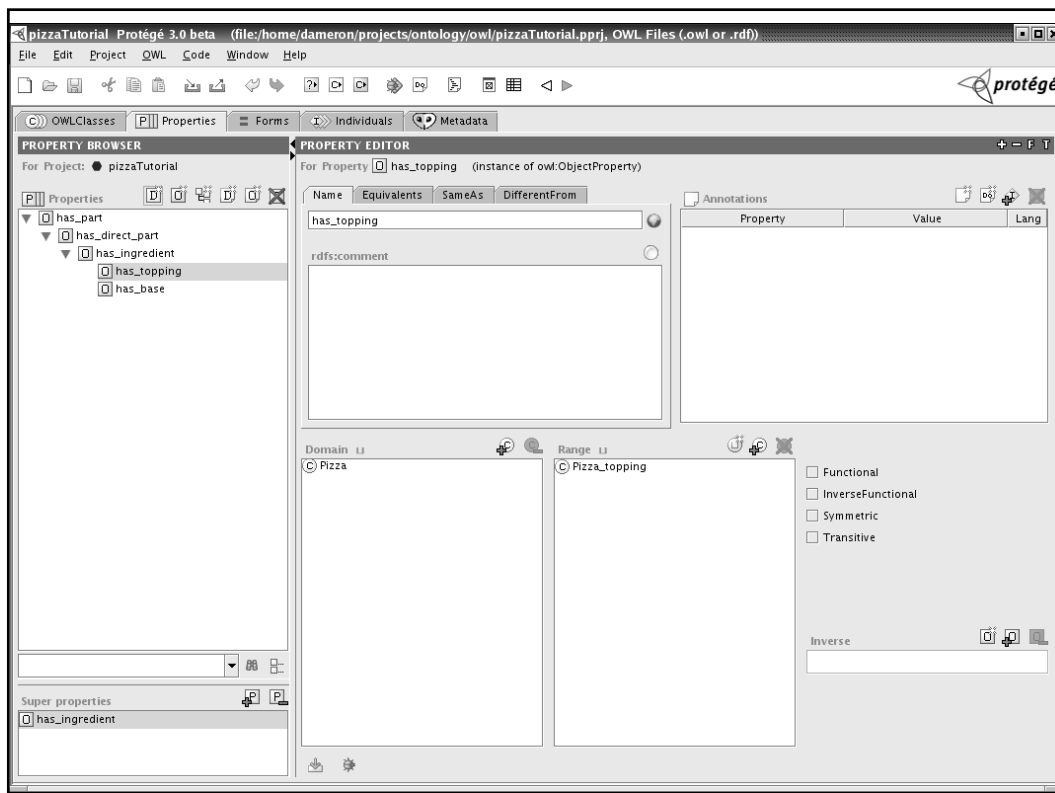 pizzaTutorial Protégé 3.0 beta (file:/home/dameron/projects/ontology/owl/pizzaTutorial.pprj, OWL Files (.owl or .rdf))
File Edit Project OWL Code Window Help
protégé
OWLClasses Properties Forms Individuals Metadata
PROPERTY BROWSER
For Project: pizzaTutorial
Properties
has_part
has_direct_part
has_ingredient
has_topping
has_base
Super properties
has_ingredient
PROPERTY EDITOR
For Property has_topping (instance of owl:ObjectProperty)
Name Equivalents SameAs DifferentFrom
has_topping
rdfs:comment
Annotations
Property Value Lang
Domain
Pizza
Range
Pizza_topping
Functional
InverseFunctional
Symmetric
Transitive
Inverse